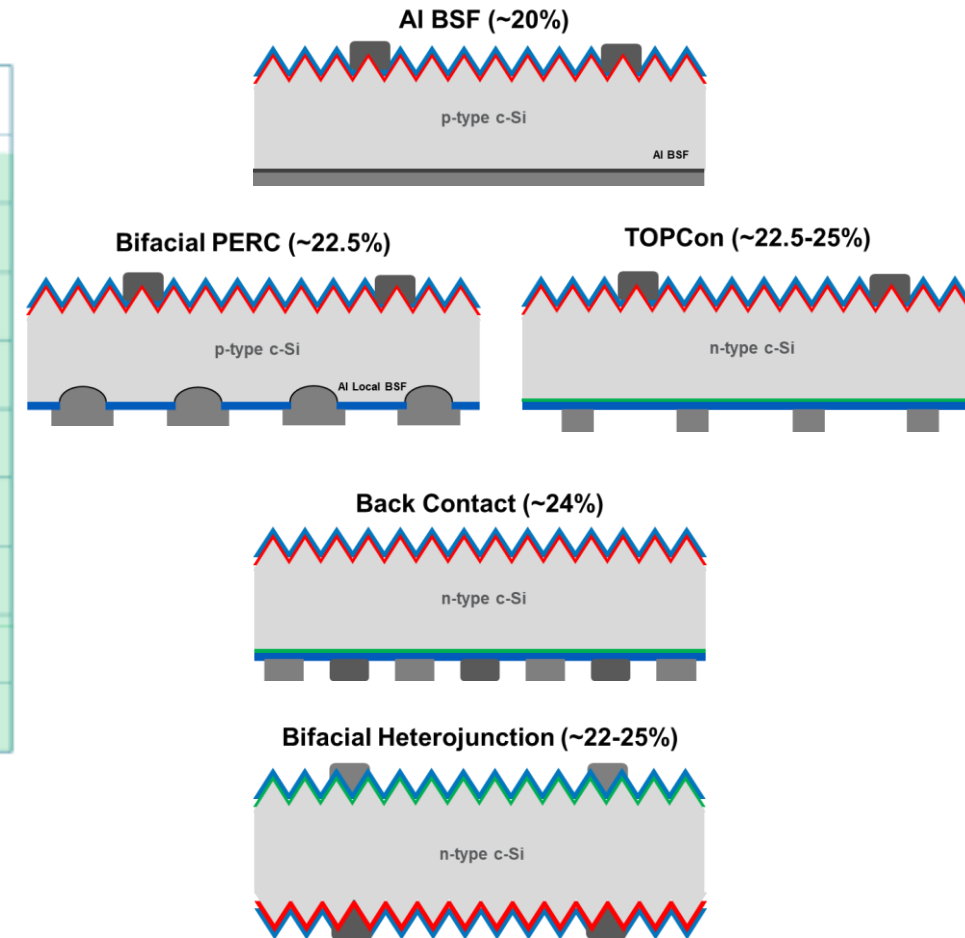 Al BSF (~20%)
p-type c-Si
Al BSF
Bifacial PERC (~22.5%)
p-type c-Si
Al Local BSF
TOPCon (~22.5-25%)
n-type c-Si
Back Contact (~24%)
n-type c-Si
Bifacial Heterojunction (~22-25%)
n-type c-Si